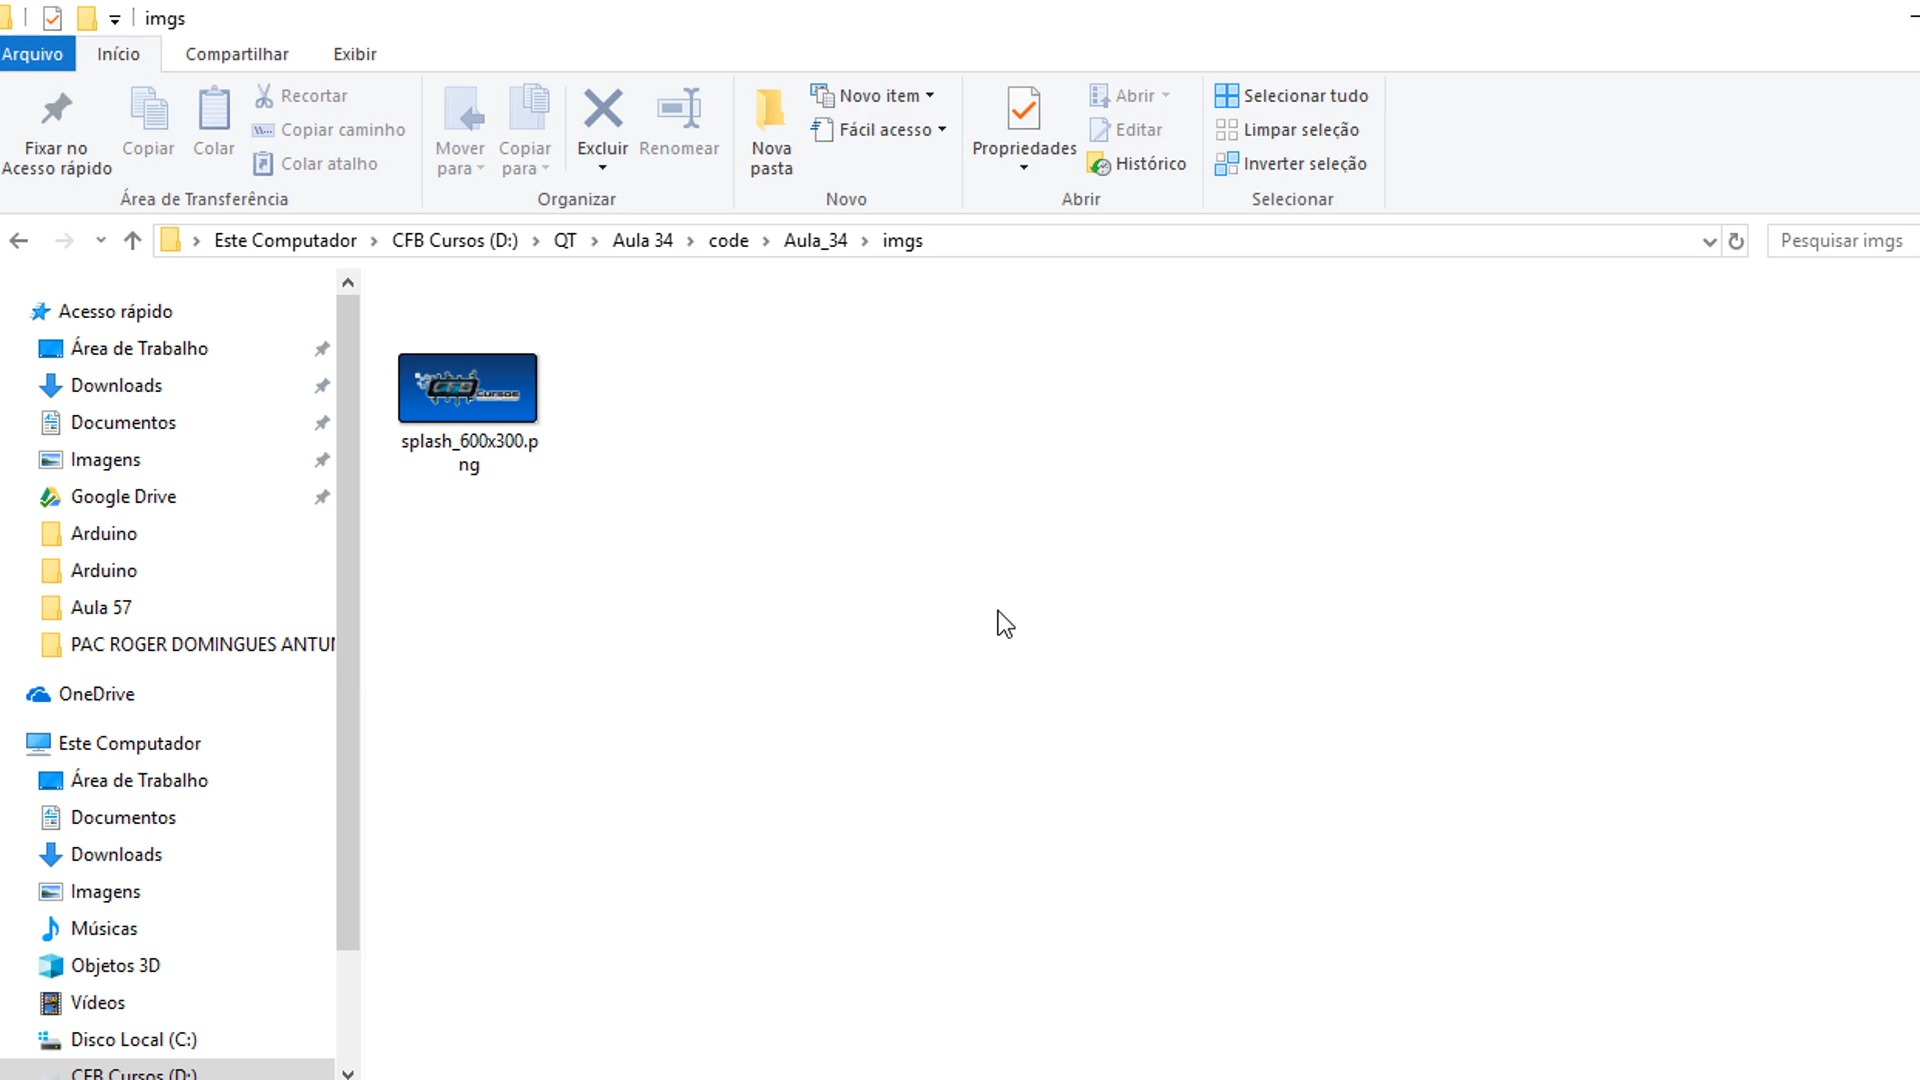 imgs
Arquivo Início Compartilhar Exibir
Fixar no Acesso rápido
Copiar
Colar
Recortar
Copiar caminho
Colar atalho
Mover para
Copiar para
Excluir
Renomear
Nova pasta
Novo item
Fácil acesso
Propriedades
Abrir
Editar
Histórico
Selecionar tudo
Limpar seleção
Inverter seleção
Área de Transferência
Organizar
Novo
Abrir
Selecionar
Este Computador CFB Cursos (D:) QT Aula 34 code Aula_34 imgs
Pesquisar imgs
Acesso rápido
Área de Trabalho
Downloads
Documentos
Imagens
Google Drive
Arduino
Arduino
Aula 57
PAC ROGER DOMINGUES ANTU
OneDrive
Este Computador
Área de Trabalho
Documentos
Downloads
Imagens
Músicas
Objetos 3D
Vídeos
Disco Local (C:)
CFB Cursos (D:)
CFB Cursos
splash_600x300.p
ng